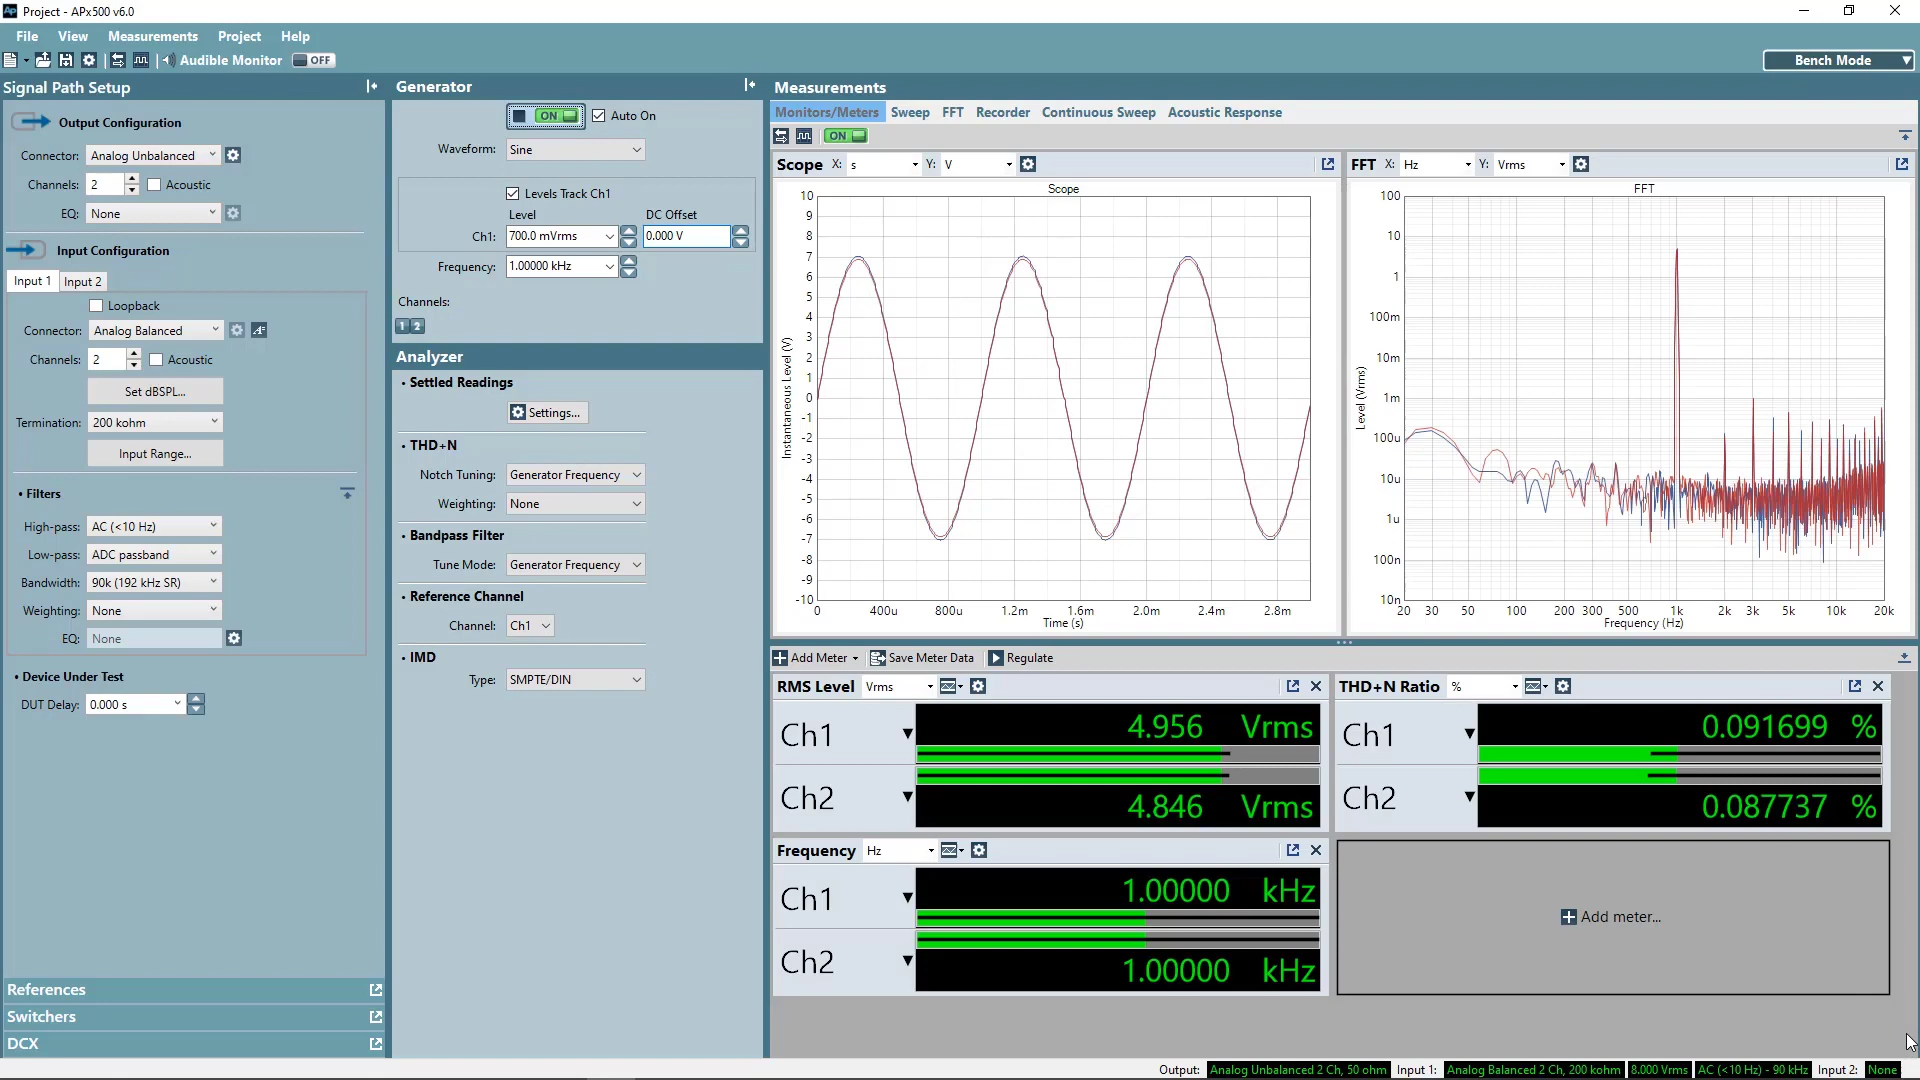 Project - APx500 v6.0
File View Measurements Project Help
Audible Monitor OFF
Bench Mode
Signal Path Setup
Output Configuration
Connector: Analog Unbalanced
Channels: 2 Acoustic
EQ: None
Input Configuration
Input 1 Input 2
Loopback
Connector: Analog Balanced
Channels: 2 Acoustic
Set dBSPL...
Termination: 200 kohm
Input Range...
• Filters
High-pass: AC (<10 Hz)
Low-pass: ADC passband
Bandwidth: 90k (192 kHz SR)
Weighting: None
EQ: None
• Device Under Test
DUT Delay: 0.000 s
References
Switchers
DCX
Generator
ON Auto On
Waveform: Sine
Levels Track Ch1
Level DC Offset
Ch1: 700.0 mVrms 0.000 V
Frequency: 1.00000 kHz
Channels:
1 2
Analyzer
• Settled Readings
Settings...
• THD+N
Notch Tuning: Generator Frequency
Weighting: None
• Bandpass Filter
Tune Mode: Generator Frequency
• Reference Channel
Channel: Ch1
• IMD
Type: SMPTE/DIN
Measurements
Monitors/Meters Sweep FFT Recorder Continuous Sweep Acoustic Response
ON
Scope X: s Y: V
Scope
10
9
8
7
6
5
4
3
2
1
0
-1
-2
-3
-4
-5
-6
-7
-8
-9
-10
Instantaneous Level (V)
0 400u 800u 1.2m 1.6m 2.0m 2.4m 2.8m
Time (s)
FFT X: Hz Y: Vrms
FFT
100
10
1
100m
10m
1m
100u
10u
1u
100n
10n
Level (Vrms)
20 30 50 100 200 300 500 1k 2k 3k 5k 10k 20k
Frequency (Hz)
Add Meter Save Meter Data Regulate
RMS Level Vrms
Ch1 4.956 Vrms
Ch2 4.846 Vrms
THD+N Ratio %
Ch1 0.091699 %
Ch2 0.087737 %
Frequency Hz
Ch1 1.00000 kHz
Ch2 1.00000 kHz
Add meter...
Output: Analog Unbalanced 2 Ch, 50 ohm Input 1: Analog Balanced 2 Ch, 200 kohm 8.000 Vrms AC (<10 Hz) - 90 kHz Input 2: None